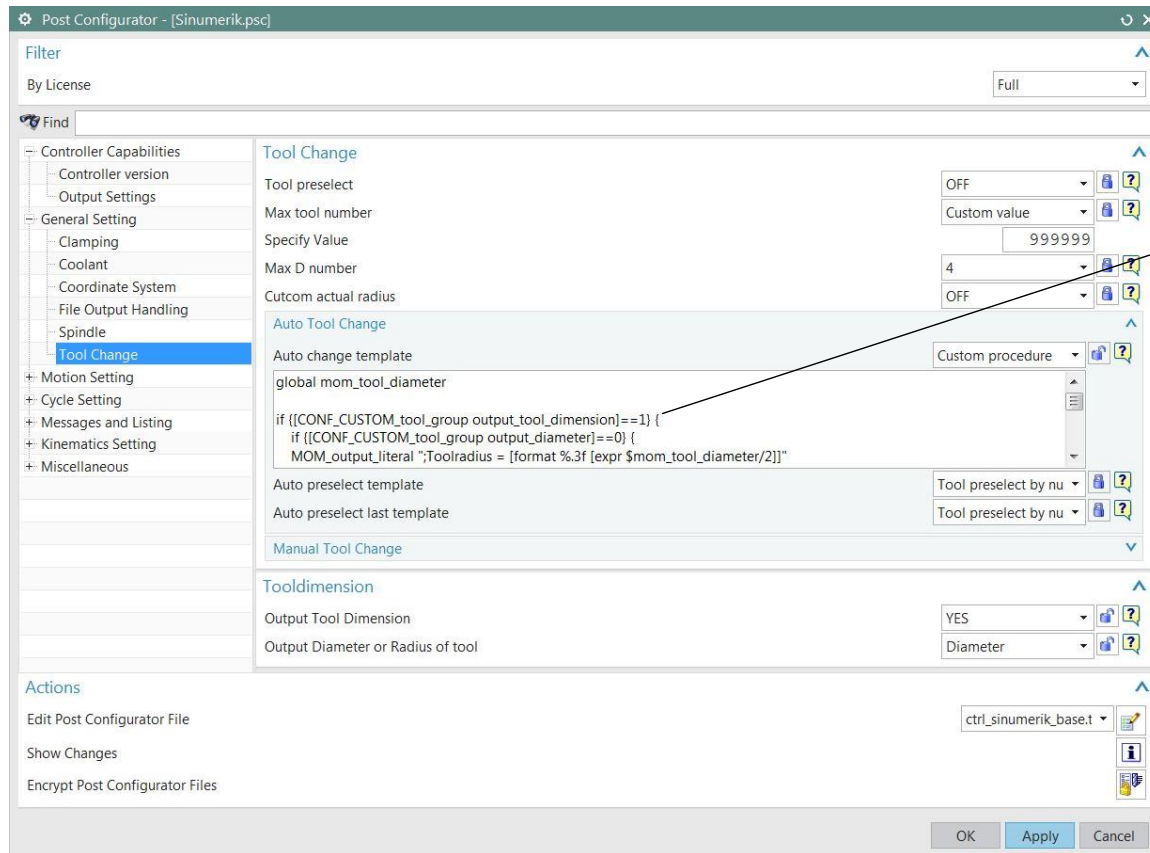 Post Configurator - [Sinumerik.psc]
Filter
By License
Full
Find
Controller Capabilities
Controller version
Output Settings
General Setting
Clamping
Coolant
Coordinate System
File Output Handling
Spindle
Tool Change
Motion Setting
Cycle Setting
Messages and Listing
Kinematics Setting
Miscellaneous
Tool Change
Tool preselect OFF
Max tool number Custom value
Specify Value 999999
Max D number 4
Cutcom actual radius OFF
Auto Tool Change
Auto change template Custom procedure
global mom_tool_diameter
if {[CONF_CUSTOM_tool_group output_tool_dimension]==1} {
if {[CONF_CUSTOM_tool_group output_diameter]==0} {
MOM_output_literal ";Toolradius = [format %.3f [expr $mom_tool_diameter/2]]"
Auto preselect template Tool preselect by nu
Auto preselect last template Tool preselect by nu
Manual Tool Change
Tooldimension
Output Tool Dimension YES
Output Diameter or Radius of tool Diameter
Actions
Edit Post Configurator File ctrl_sinumerik_base.t
Show Changes
Encrypt Post Configurator Files
OK Apply Cancel